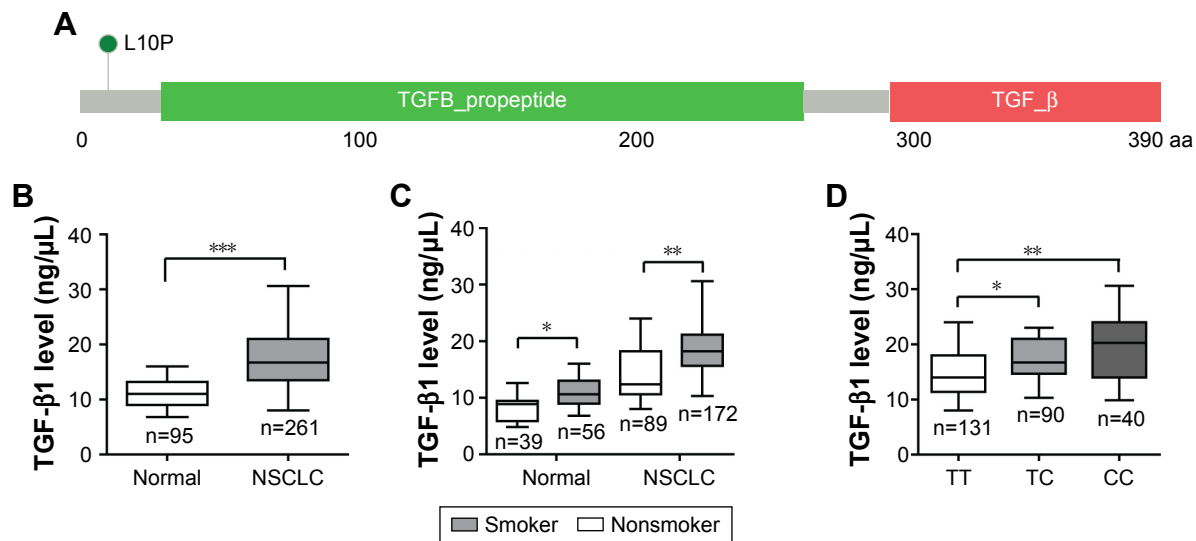 A
L10P
TGFB_propeptide
TGF_β
0 100 200 300 390 aa
B
TGF-β1 level (ng/μL)
40
30
20
10
0
***
n=95
n=261
Normal NSCLC
C
TGF-β1 level (ng/μL)
40
30
20
10
0
*
**
n=39
n=56
n=89
n=172
Normal NSCLC
D
TGF-β1 level (ng/μL)
40
30
20
10
0
**
*
n=131
n=90
n=40
TT TC CC
Smoker Nonsmoker